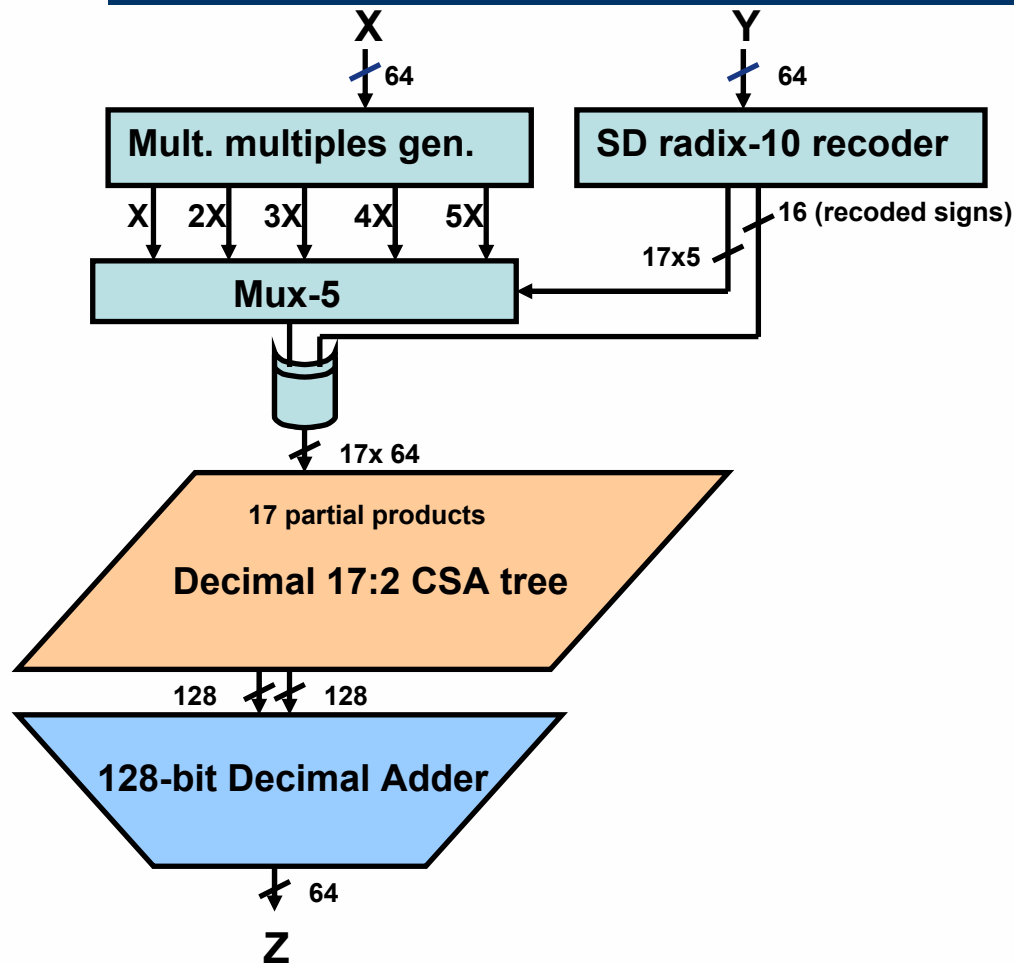 X Y
64 64
Mult. multiples gen. SD radix-10 recoder
X 2X 3X 4X 5X
16 (recoded signs)
17x5
Mux-5
17x 64
17 partial products
Decimal 17:2 CSA tree
128 128
128-bit Decimal Adder
64
Z